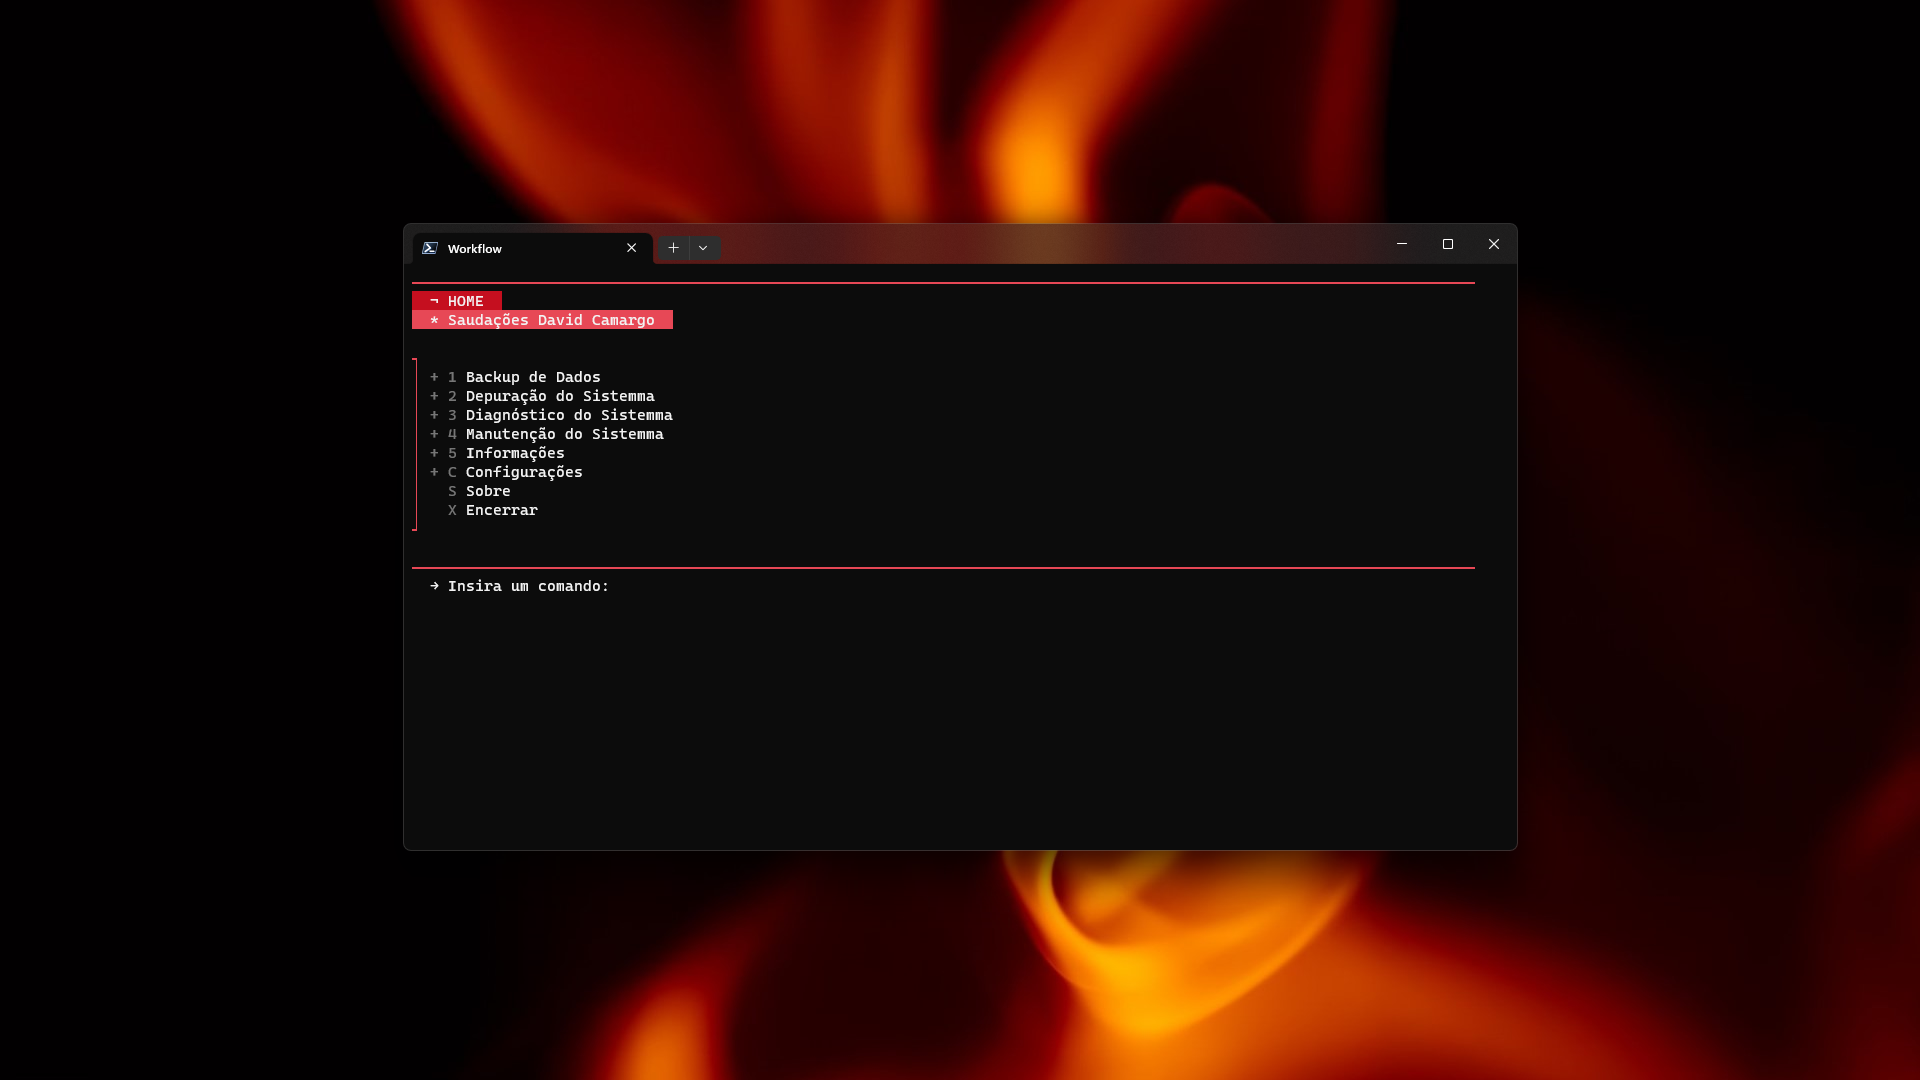 Workflow
¬ HOME
* Saudações David Camargo
+ 1 Backup de Dados
+ 2 Depuração do Sistemma
+ 3 Diagnóstico do Sistemma
+ 4 Manutenção do Sistemma
+ 5 Informações
+ C Configurações
S Sobre
X Encerrar
→ Insira um comando: